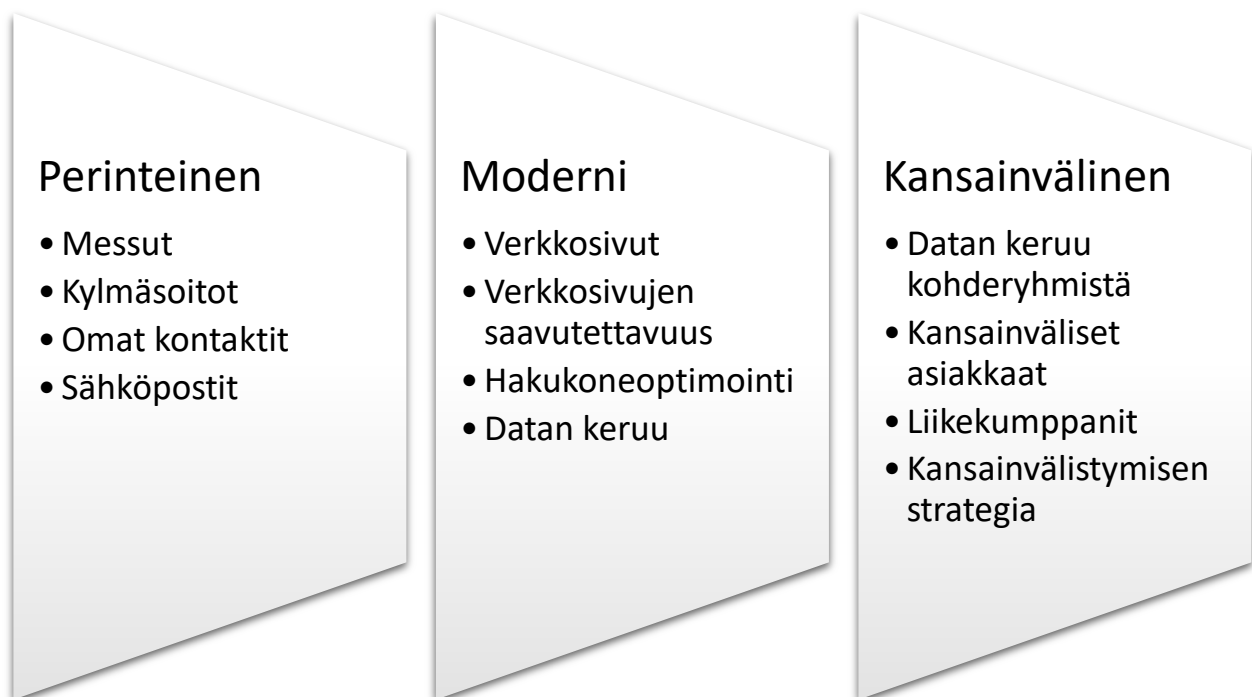 Perinteinen
• Messut
• Kylmäsoitot
• Omat kontaktit
• Sähköpostit
Moderni
• Verkkosivut
• Verkkosivujen
saavutettavuus
• Hakukoneoptimointi
• Datan keruu
Kansainvälinen
• Datan keruu
kohderyhmistä
• Kansainväliset
asiakkaat
• Liikekumppanit
• Kansainvälistymisen
strategia